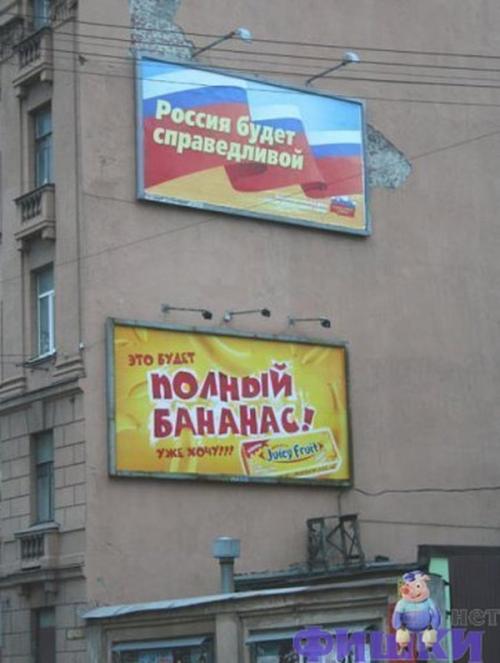 Россия будет
справедливой
ЭТО БУДЕТ
ПОЛНЫЙ
БАНАНАС!
УЖЕ ХОЧУ???
Juicy Fruit
нет
ФИШКИ